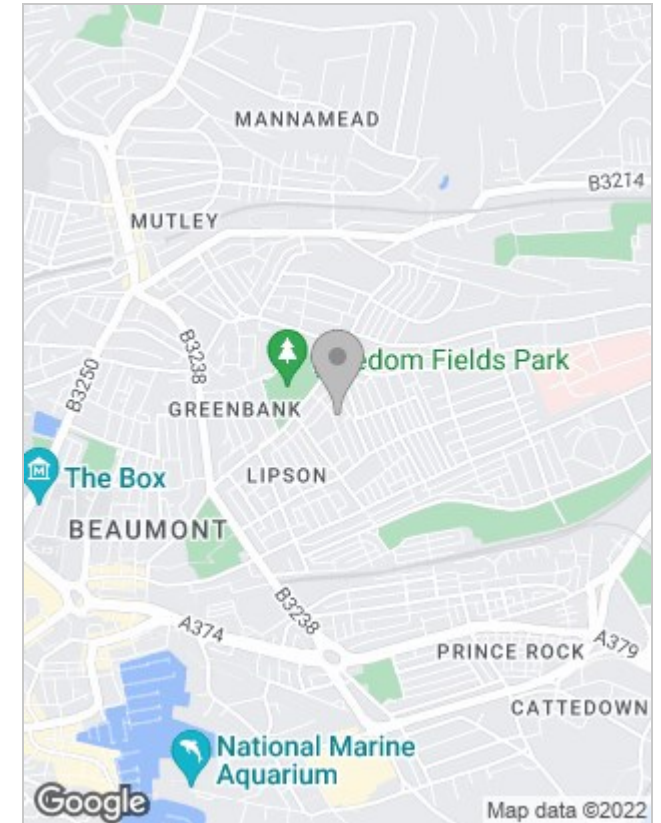 MANNAMEAD
B3214
MUTLEY
B3238
edom Fields Park
B3250
GREENBANK
The Box
LIPSON
BEAUMONT
B3238
A374
PRINCE ROCK
A379
CATTEDOWN
National Marine
Aquarium
Google
Map data ©2022